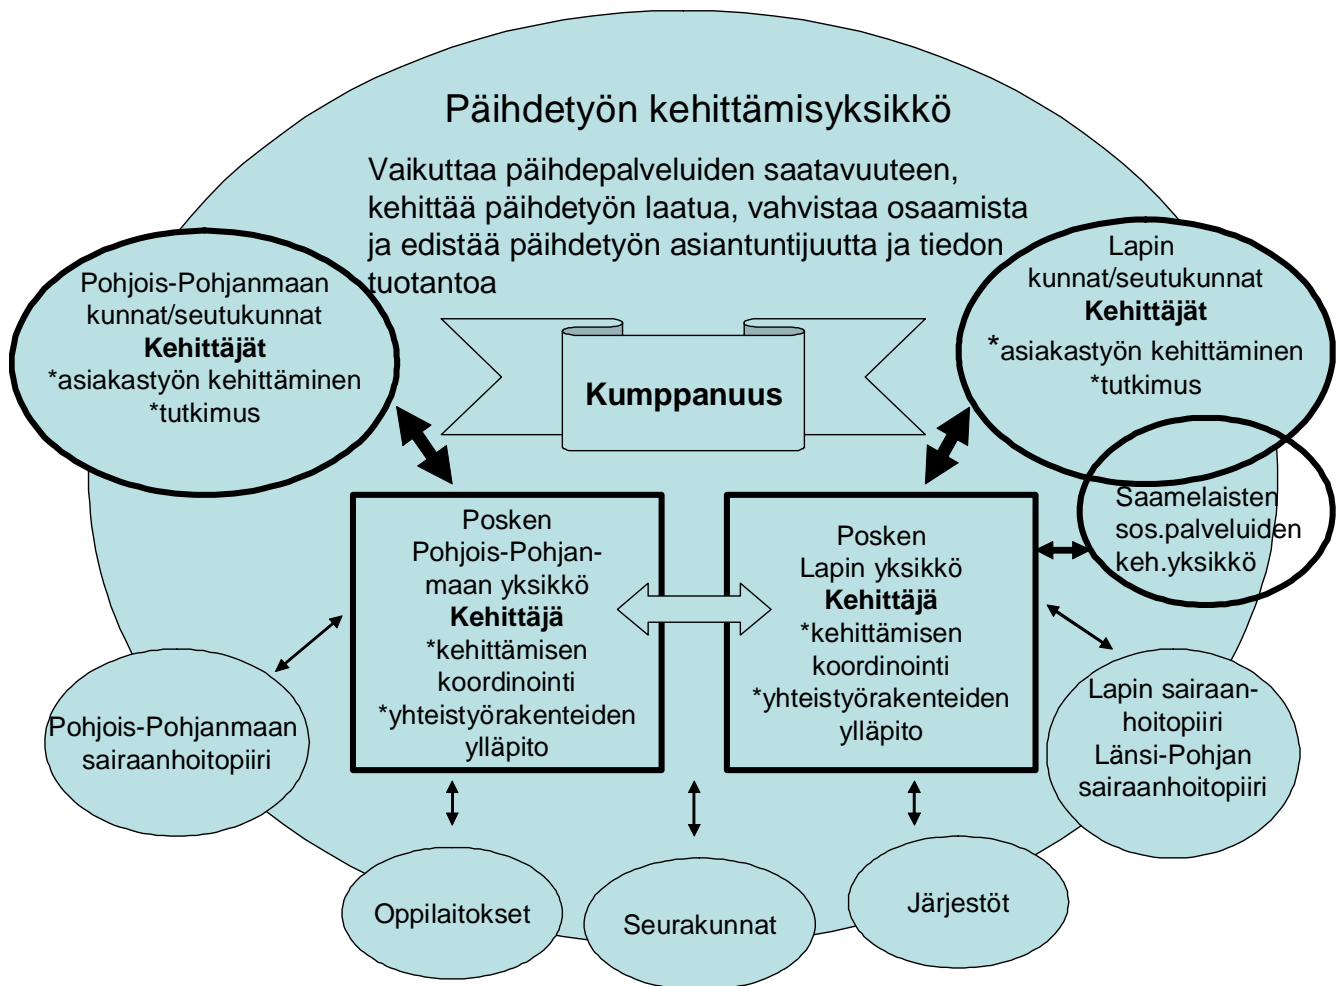 Päihdetyön kehittämisyksikkö
Vaikuttaa päihdepalveluiden saatavuuteen,
kehittää päihdetyön laatua, vahvistaa osaamista
ja edistää päihdetyön asiantuntijuutta ja tiedon
tuotantoa
Pohjois-Pohjanmaan
kunnat/seutukunnat
Kehittäjät
*asiakastyön kehittäminen
*tutkimus
Kumppanuus
Lapin
kunnat/seutukunnat
Kehittäjät
*asiakastyön kehittäminen
*tutkimus
Saamelaisten
sos.palveluiden
keh.yksikkö
Posken
Pohjois-Pohjan-
maan yksikkö
Kehittäjä
*kehittämisen
koordinointi
*yhteistyörakenteiden
ylläpito
Posken
Lapin yksikkö
Kehittäjä
*kehittämisen
koordinointi
*yhteistyörakenteiden
ylläpito
Pohjois-Pohjanmaan
sairaanhoitopiiri
Lapin sairaan-
hoitopiiri
Länsi-Pohjan
sairaanhoitopiiri
Oppilaitokset
Seurakunnat
Järjestöt